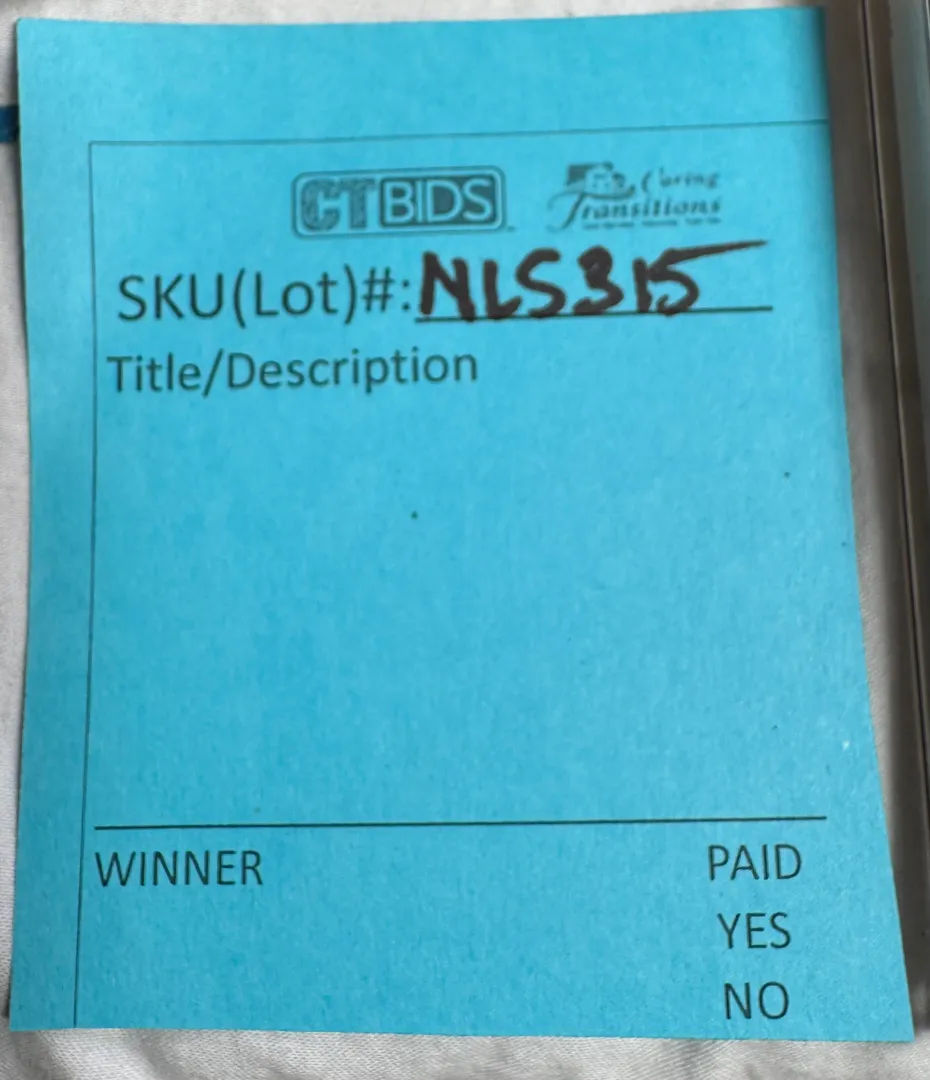 CTBIDS Caring
Transitions
SKU(Lot)#: NLS315
Title/Description
WINNER PAID
YES
NO